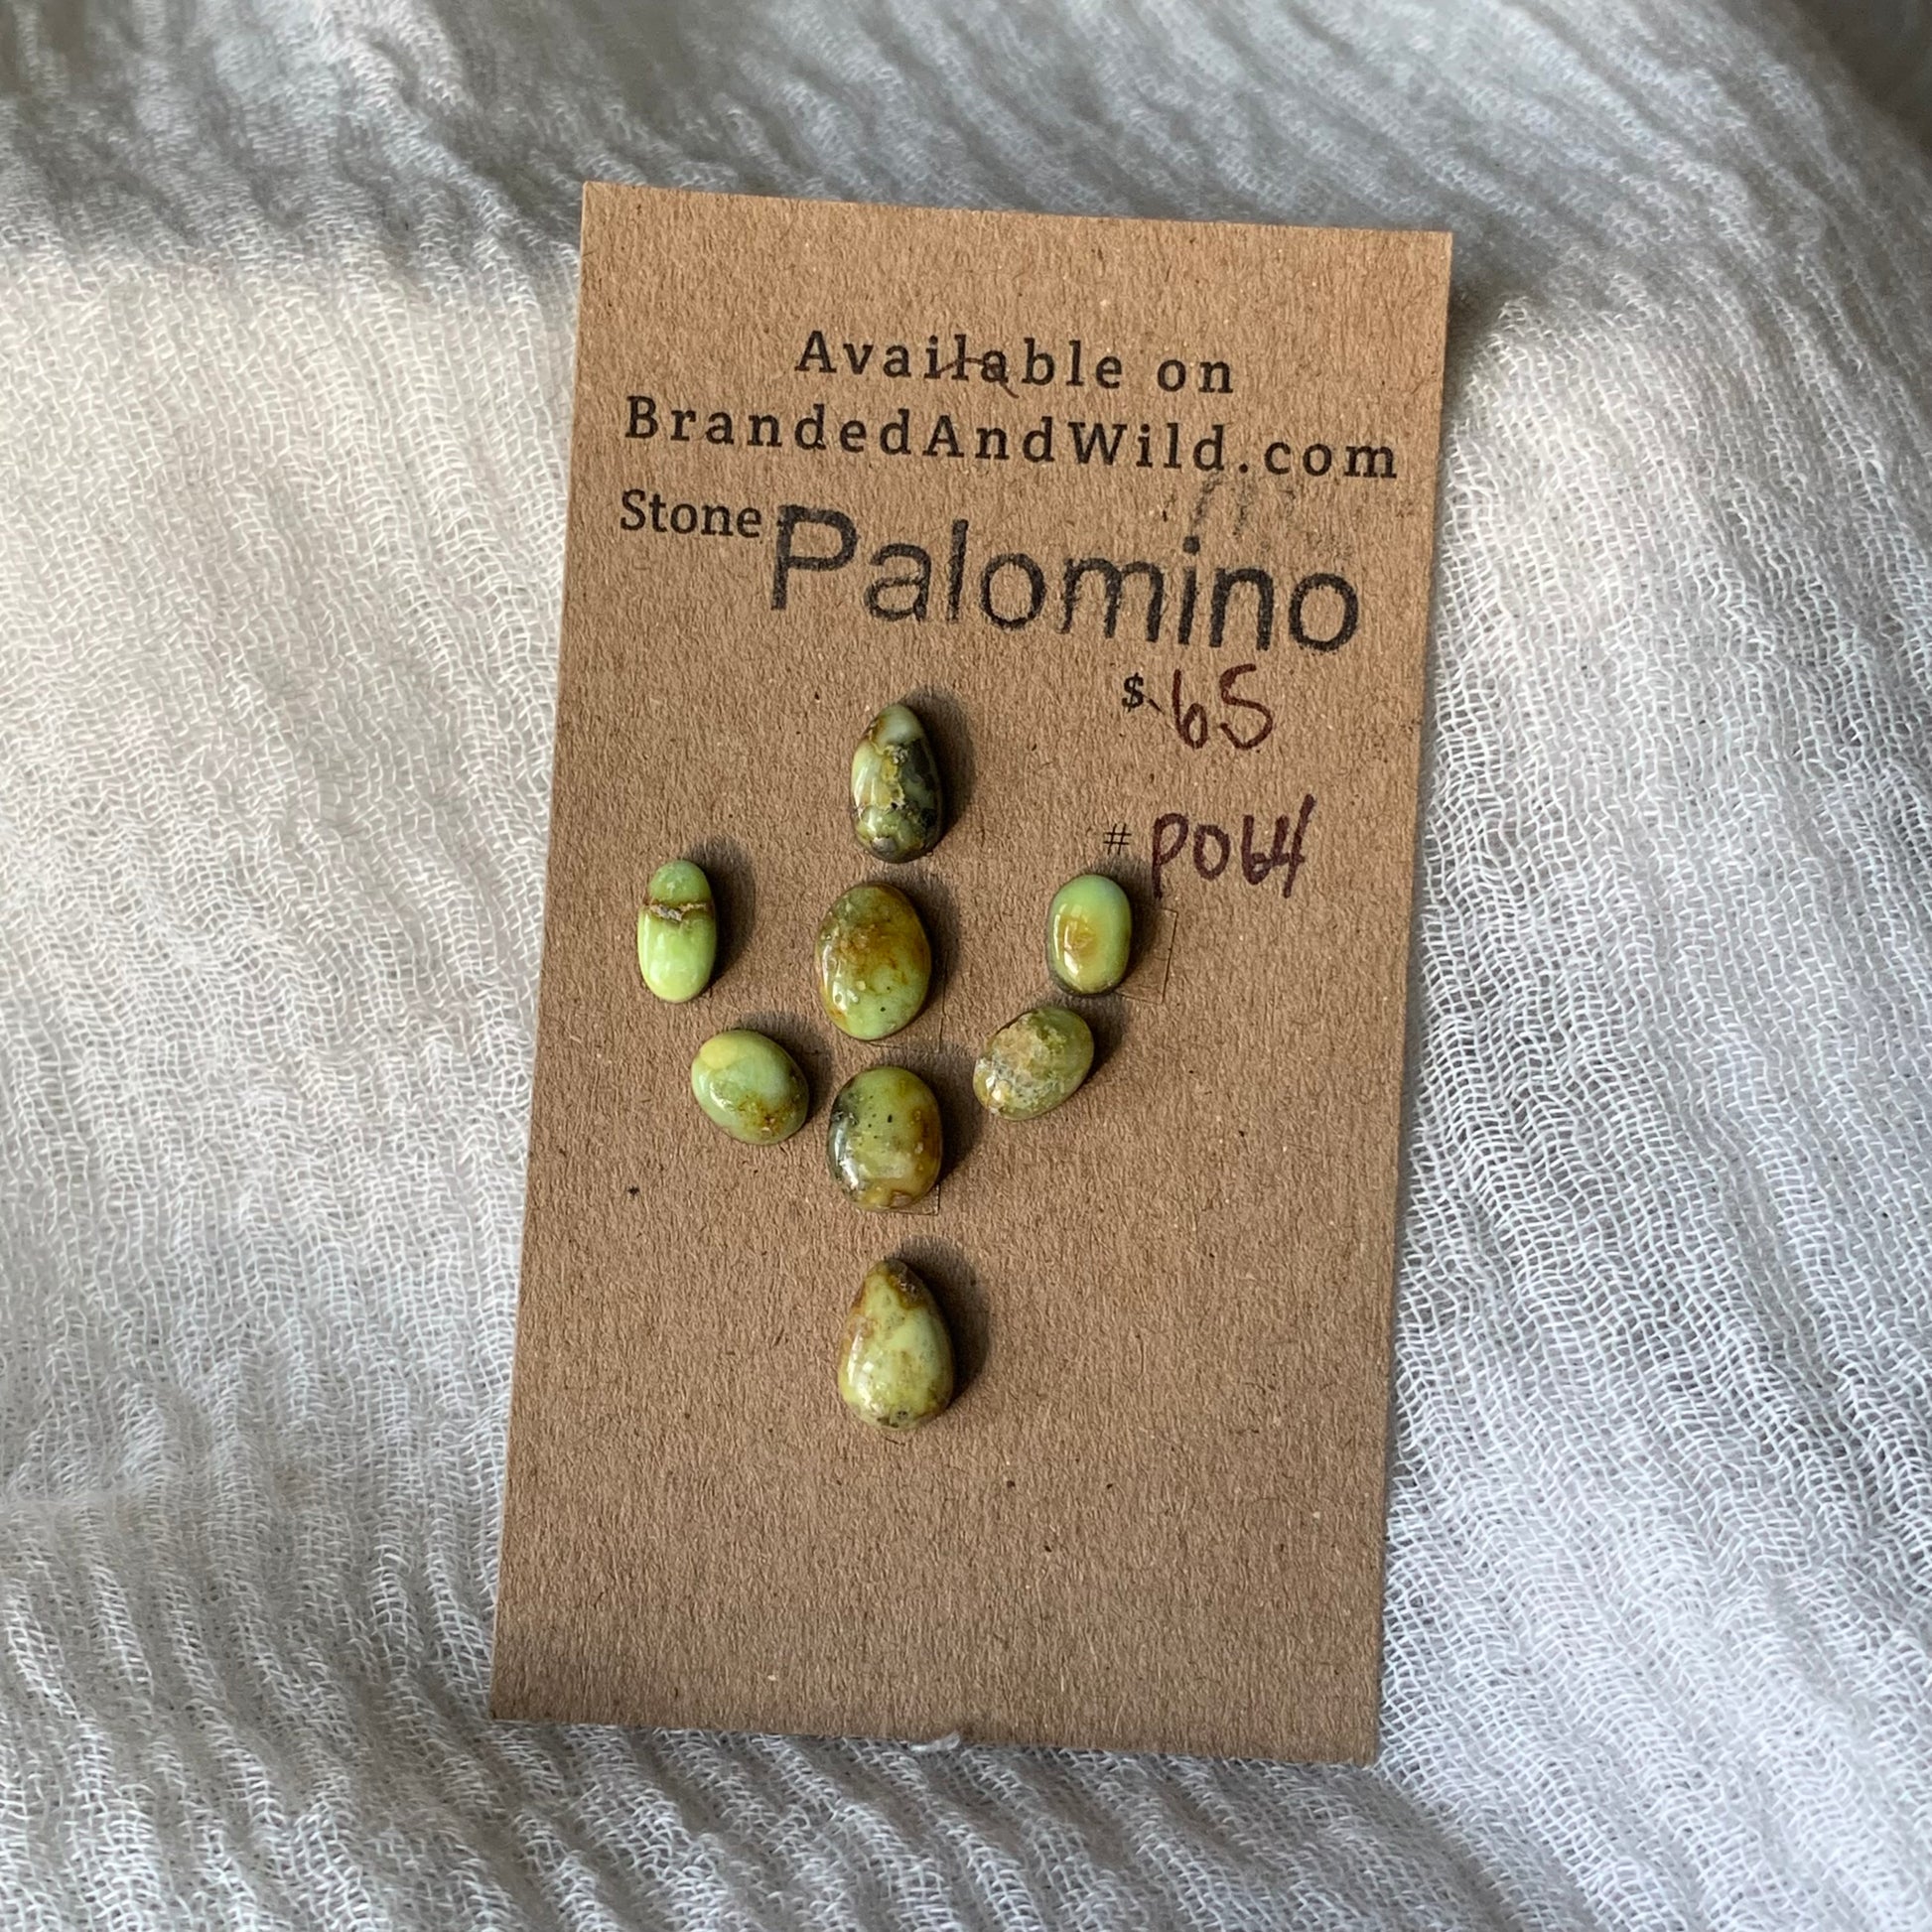 Available on
BrandedAndWild.com
Stone Palomino
$ 65
# P064